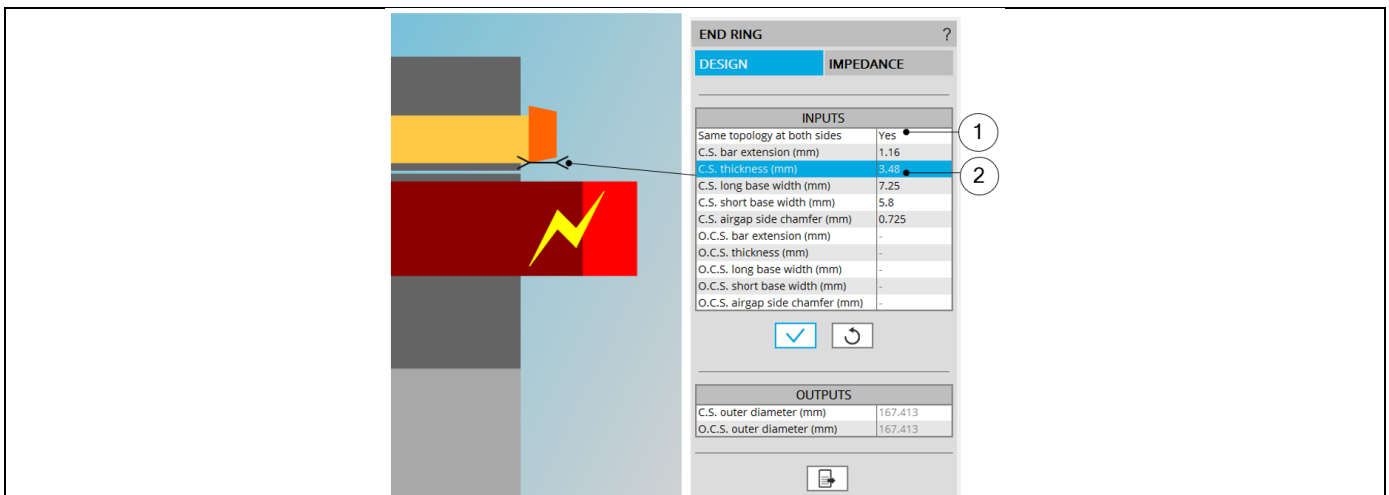 END RING ?
DESIGN IMPEDANCE
INPUTS
Same topology at both sides Yes
1
C.S. bar extension (mm) 1.16
C.S. thickness (mm) 3.48
2
C.S. long base width (mm) 7.25
C.S. short base width (mm) 5.8
C.S. airgap side chamfer (mm) 0.725
O.C.S. bar extension (mm) -
O.C.S. thickness (mm) -
O.C.S. long base width (mm) -
O.C.S. short base width (mm) -
O.C.S. airgap side chamfer (mm) -
OUTPUTS
C.S. outer diameter (mm) 167.413
O.C.S. outer diameter (mm) 167.413